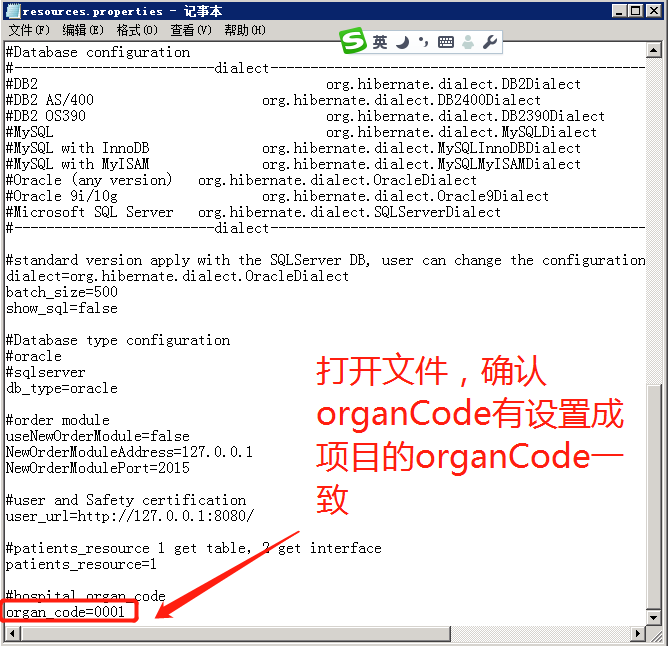 resources.properties - 记事本
文件(F) 编辑(E) 格式(O) 查看(V) 帮助(H)
S 英
#Database configuration
#-------------------------dialect-----------------------------------------------
#DB2 org.hibernate.dialect.DB2Dialect
#DB2 AS/400 org.hibernate.dialect.DB2400Dialect
#DB2 OS390 org.hibernate.dialect.DB2390Dialect
#MySQL org.hibernate.dialect.MySQLDialect
#MySQL with InnoDB org.hibernate.dialect.MySQLInnoDBDialect
#MySQL with MyISAM org.hibernate.dialect.MySQLMyISAMDialect
#Oracle (any version) org.hibernate.dialect.OracleDialect
#Oracle 9i/10g org.hibernate.dialect.Oracle9Dialect
#Microsoft SQL Server org.hibernate.dialect.SQLServerDialect
#-------------------------dialect-----------------------------------------------
#standard version apply with the SQLServer DB, user can change the configuration
dialect=org.hibernate.dialect.OracleDialect
batch_size=500
show_sql=false
#Database type configuration
#oracle
#sqlserver
db_type=oracle
#order module
useNewOrderModule=false
NewOrderModuleAddress=127.0.0.1
NewOrderModulePort=2015
#user and Safety certification
user_url=http://127.0.0.1:8080/
#patients_resource 1 get table, 2 get interface
patients_resource=1
#hospital organ code
organ_code=0001
打开文件，确认
organCode有设置成
项目的organCode一
致